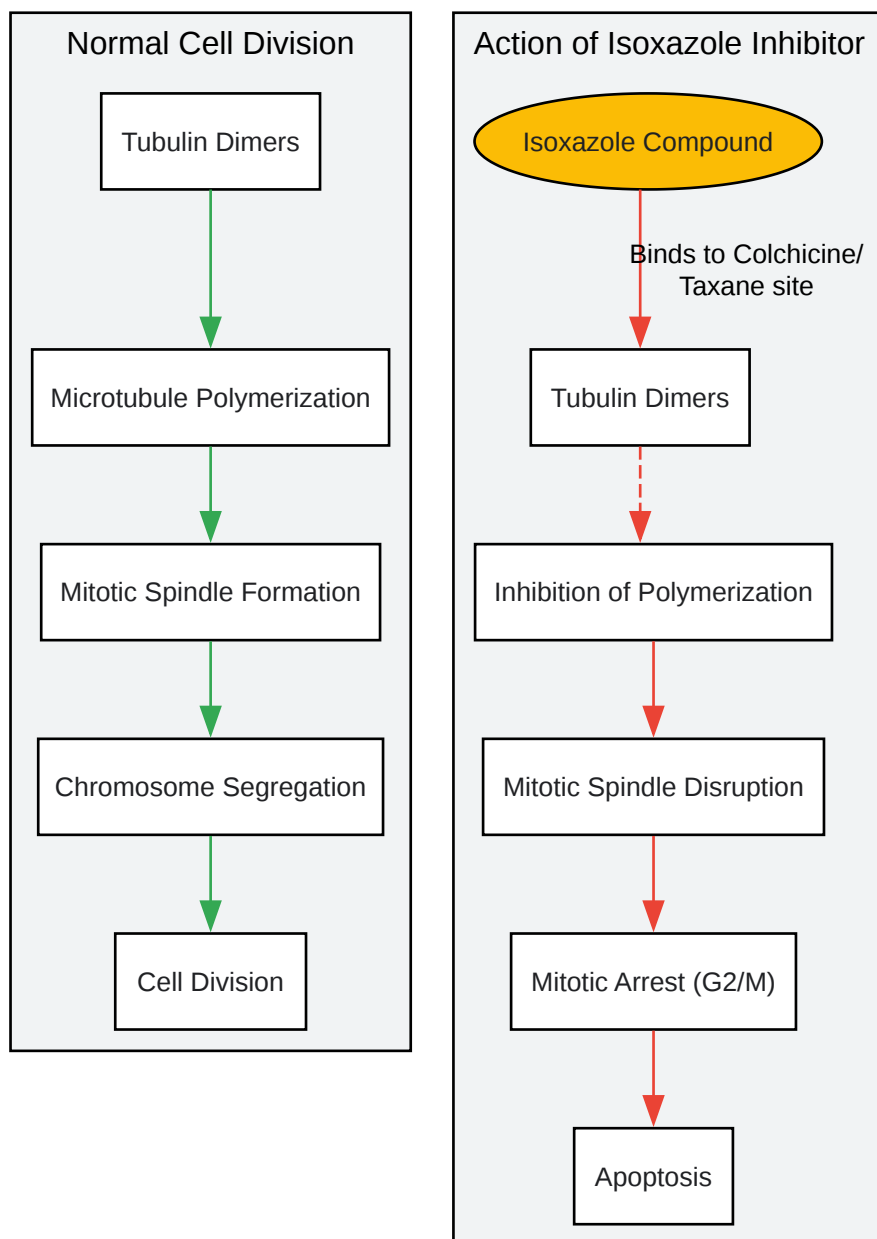 Normal Cell Division
Tubulin Dimers
Microtubule Polymerization
Mitotic Spindle Formation
Chromosome Segregation
Cell Division
Action of Isoxazole Inhibitor
Isoxazole Compound
Binds to Colchicine/
Taxane site
Tubulin Dimers
Inhibition of Polymerization
Mitotic Spindle Disruption
Mitotic Arrest (G2/M)
Apoptosis